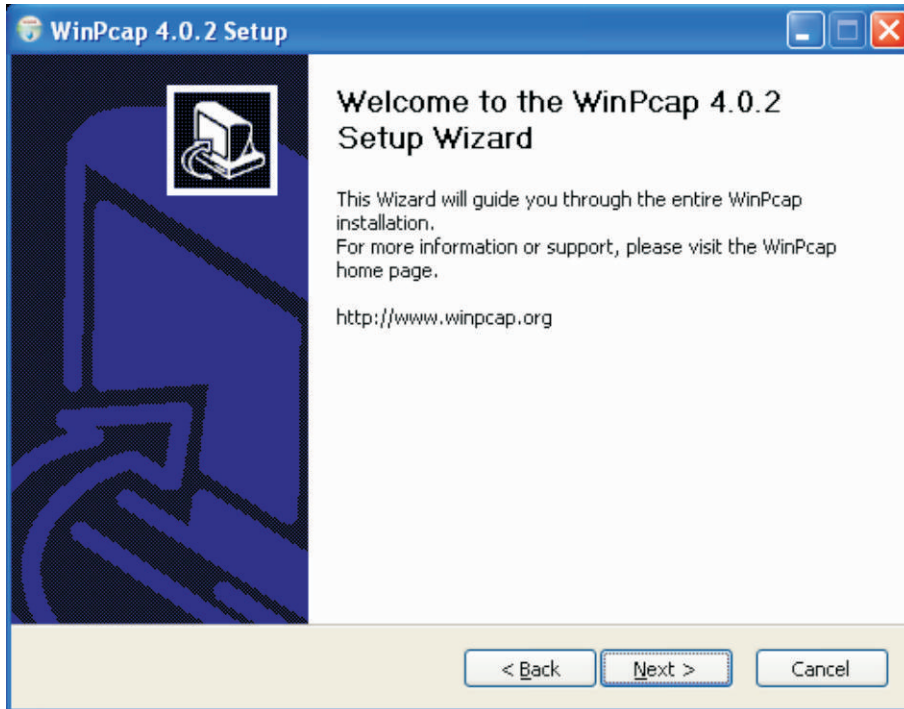 WinPcap 4.0.2 Setup
Welcome to the WinPcap 4.0.2
Setup Wizard
This Wizard will guide you through the entire WinPcap
installation.
For more information or support, please visit the WinPcap
home page.
http://www.winpcap.org
< Back
Next >
Cancel